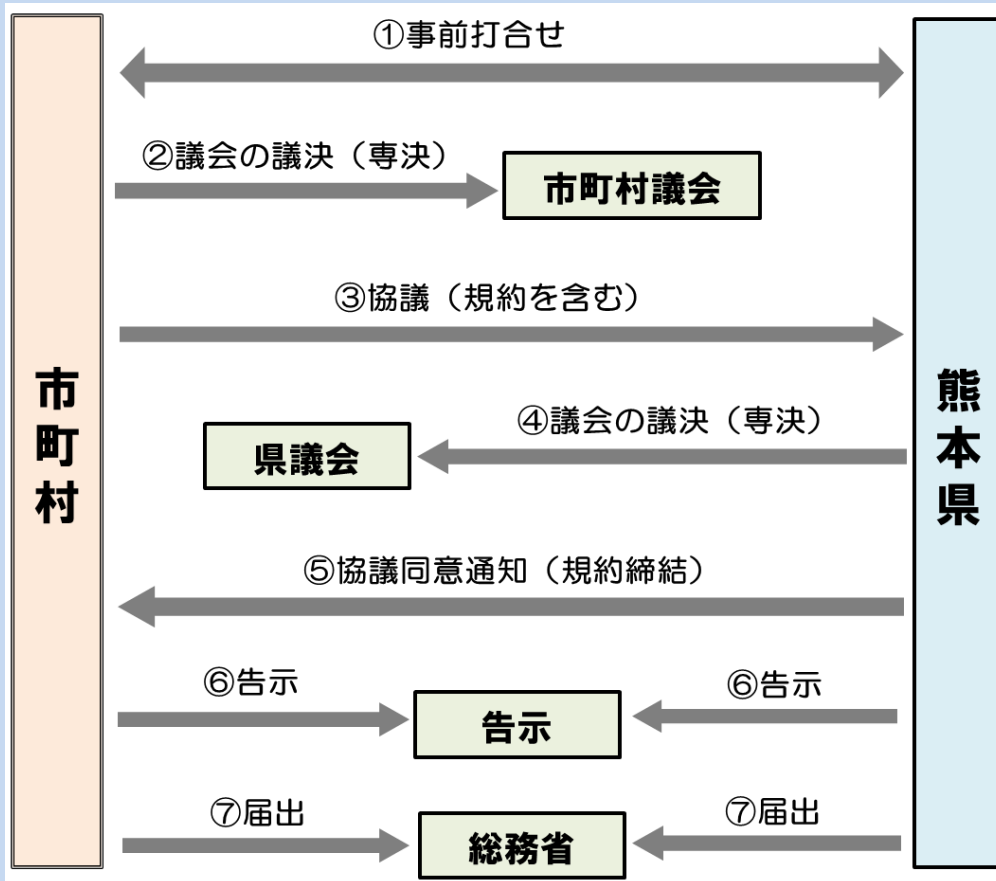 ①事前打合せ
②議会の議決（専決）
市町村議会
③協議（規約を含む）
市町村
熊本県
④議会の議決（専決）
県議会
⑤協議同意通知（規約締結）
⑥告示
⑥告示
告示
⑦届出
⑦届出
総務省